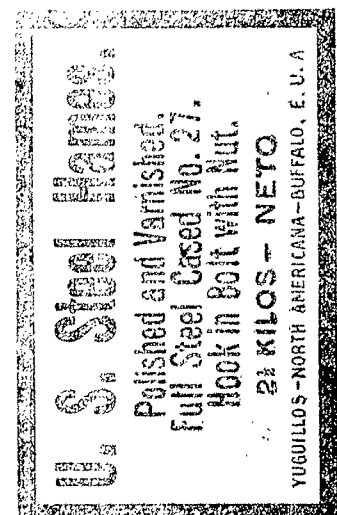 U. S. Steel Hames.
Polished and Varnished.
Full Steel Cased No. 27.
Hook in Bolt with Nut.
2½ KILOS – NETO
YUGUILLOS–NORTH AMERICANA–BUFFALO, E. U. A